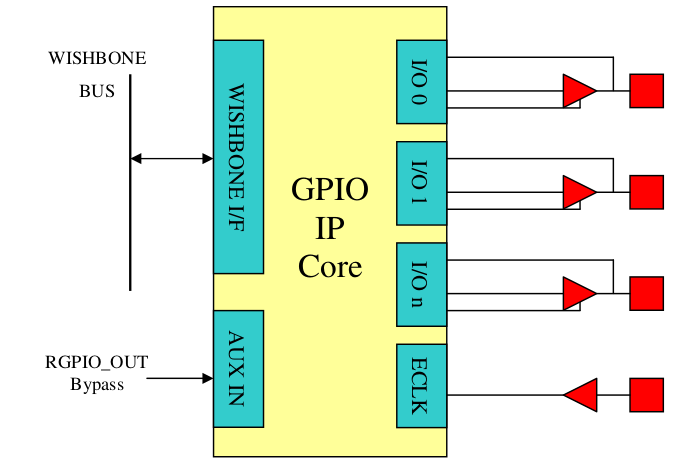 WISHBONE
BUS
WISHBONE I/F
GPIO
IP
Core
I/O 0
I/O 1
I/O n
RGPIO_OUT
Bypass
AUX IN
ECLK